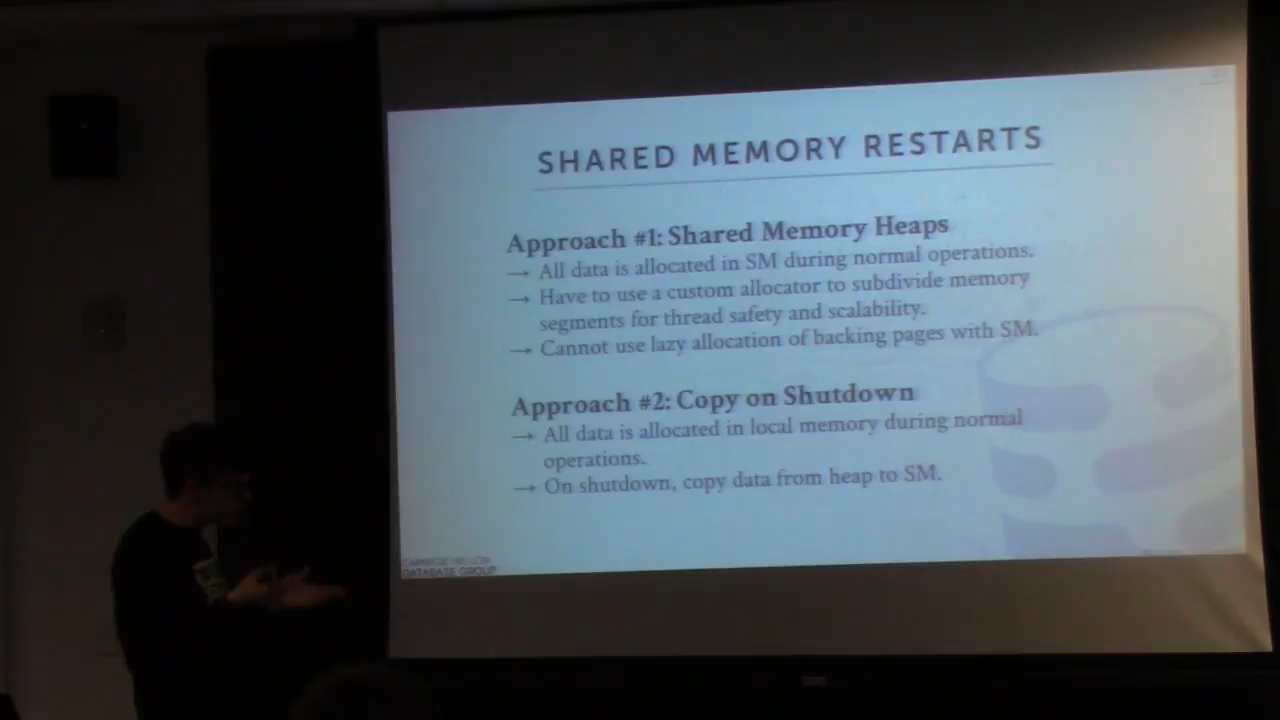 SHARED MEMORY RESTARTS
Approach #1: Shared Memory Heaps
→ All data is allocated in SM during normal operations.
→ Have to use a custom allocator to subdivide memory
segments for thread safety and scalability.
→ Cannot use lazy allocation of backing pages with SM.
Approach #2: Copy on Shutdown
→ All data is allocated in local memory during normal
operations.
→ On shutdown, copy data from heap to SM.
CARNEGIE MELLON
DATABASE GROUP